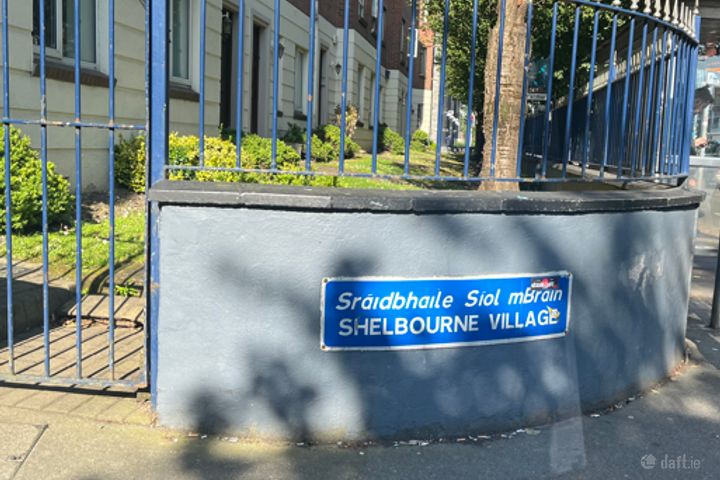 Sráidbhaile Síol mBrain
SHELBOURNE VILLAGE
daft.ie